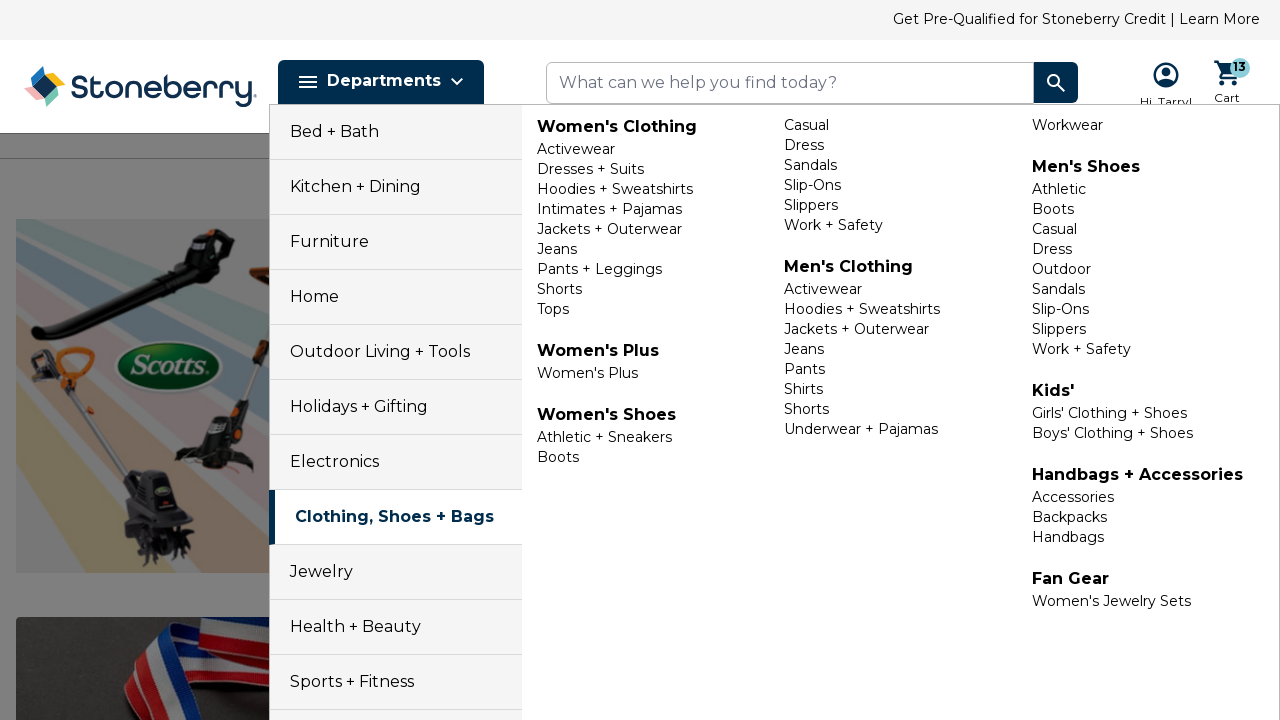 Get Pre-Qualified for Stoneberry Credit | Learn More
Stoneberry
Departments
What can we help you find today?
Hi, Tarry!
13
Cart
Bed + Bath
Kitchen + Dining
Furniture
Home
Outdoor Living + Tools
Holidays + Gifting
Electronics
Clothing, Shoes + Bags
Jewelry
Health + Beauty
Sports + Fitness
Women's Clothing
Activewear
Dresses + Suits
Hoodies + Sweatshirts
Intimates + Pajamas
Jackets + Outerwear
Jeans
Pants + Leggings
Shorts
Tops
Women's Plus
Women's Plus
Women's Shoes
Athletic + Sneakers
Boots
Casual
Dress
Sandals
Slip-Ons
Slippers
Work + Safety
Men's Clothing
Activewear
Hoodies + Sweatshirts
Jackets + Outerwear
Jeans
Pants
Shirts
Shorts
Underwear + Pajamas
Workwear
Men's Shoes
Athletic
Boots
Casual
Dress
Outdoor
Sandals
Slip-Ons
Slippers
Work + Safety
Kids'
Girls' Clothing + Shoes
Boys' Clothing + Shoes
Handbags + Accessories
Accessories
Backpacks
Handbags
Fan Gear
Women's Jewelry Sets
Scotts